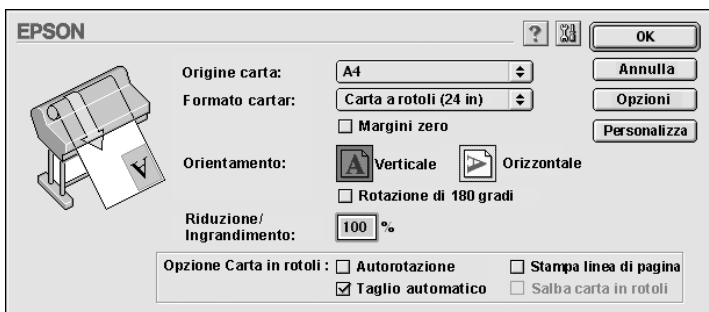 EPSON
? OK
Origine carta: A4 Annulla
Formato cartar: Carta a rotoli (24 in) Opzioni
Margini zero Personalizza
Orientamento: A Verticale A Orizzontale
Rotazione di 180 gradi
Riduzione/
Ingrandimento: 100 %
Opzione Carta in rotoli : Autorotazione Stampa linea di pagina
Taglio automatico Salba carta in rotoli
A